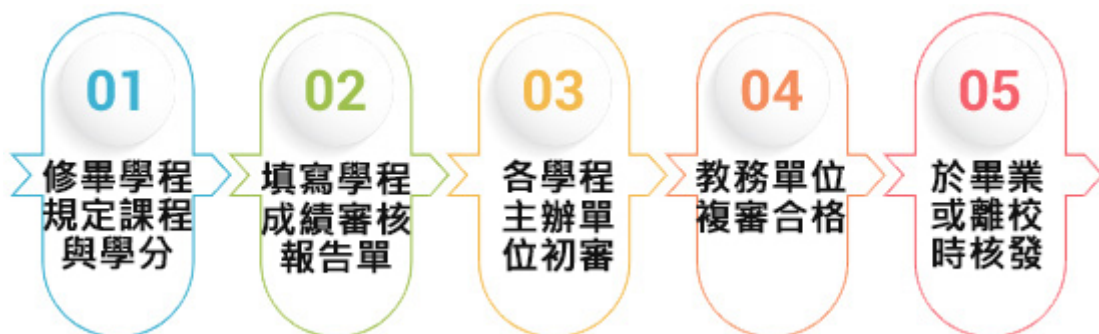 01
修畢學程
規定課程
與學分
02
填寫學程
成績審核
報告單
03
各學程
主辦單
位初審
04
教務單位
複審合格
05
於畢業
或離校
時核發